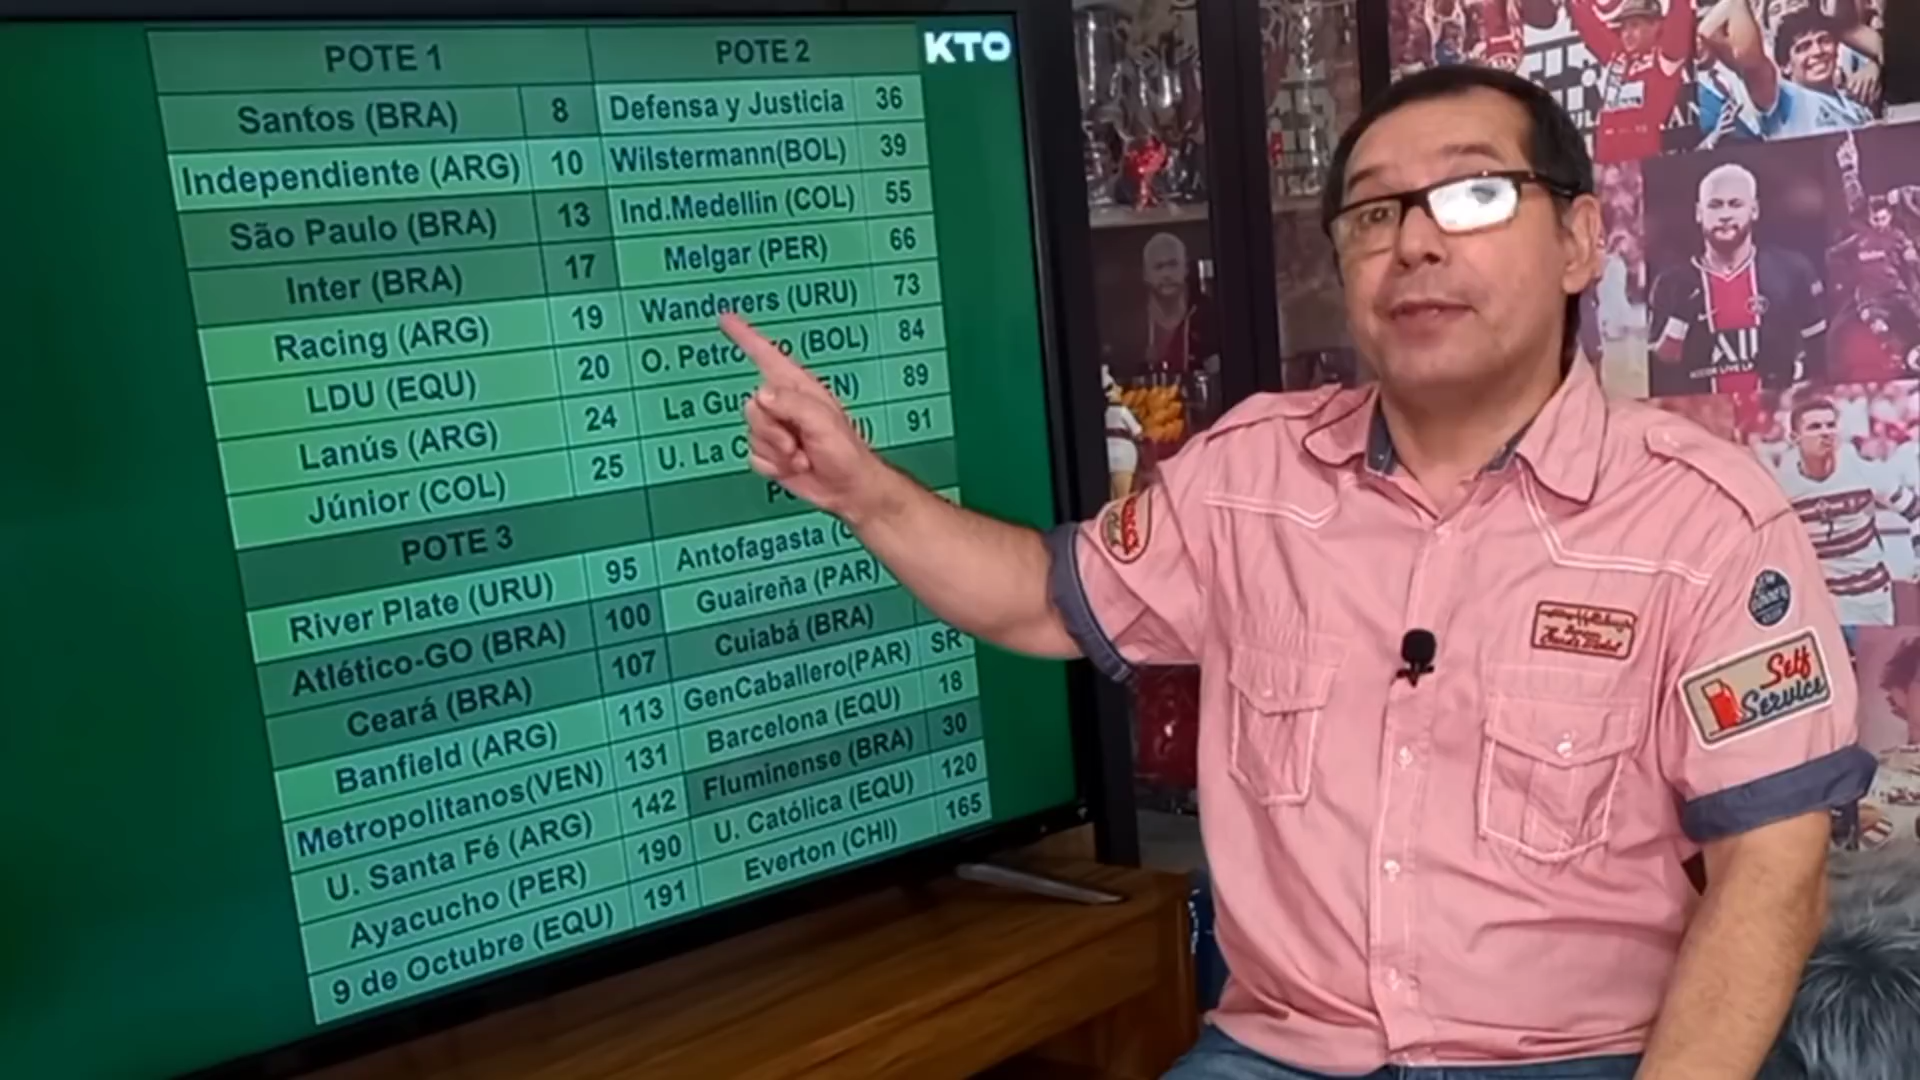 POTE 1
POTE 2
KTO
Santos (BRA) 8
Defensa y Justicia 36
Independiente (ARG) 10
Wilstermann(BOL) 39
São Paulo (BRA) 13
Ind.Medellin (COL) 55
Inter (BRA) 17
Melgar (PER) 66
Racing (ARG) 19
Wanderers (URU) 73
LDU (EQU) 20
O. (BOL) 84
Lanús (ARG) 24
La 89
Júnior (COL) 25
U. La 91
POTE 3
River Plate (URU) 95
Antofagasta
Atlético-GO (BRA) 100
Guaireña (PAR)
Ceará (BRA) 107
Cuiabá (BRA)
Banfield (ARG) 113
GenCaballero(PAR) SR
Metropolitanos(VEN) 131
Barcelona (EQU) 18
U. Santa Fé (ARG) 142
Fluminense (BRA) 30
Ayacucho (PER) 190
U. Católica (EQU) 120
9 de Octubre (EQU) 191
Everton (CHI) 165
Self
Service